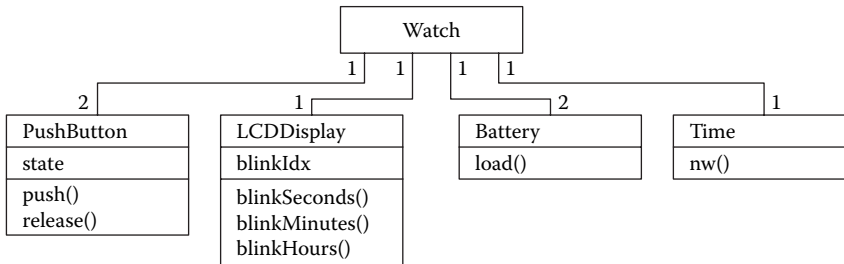 Watch
1 1 1 1
2 1 2 1
PushButton
state
push()
release()
LCDDisplay
blinkIdx
blinkSeconds()
blinkMinutes()
blinkHours()
Battery
load()
Time
nw()